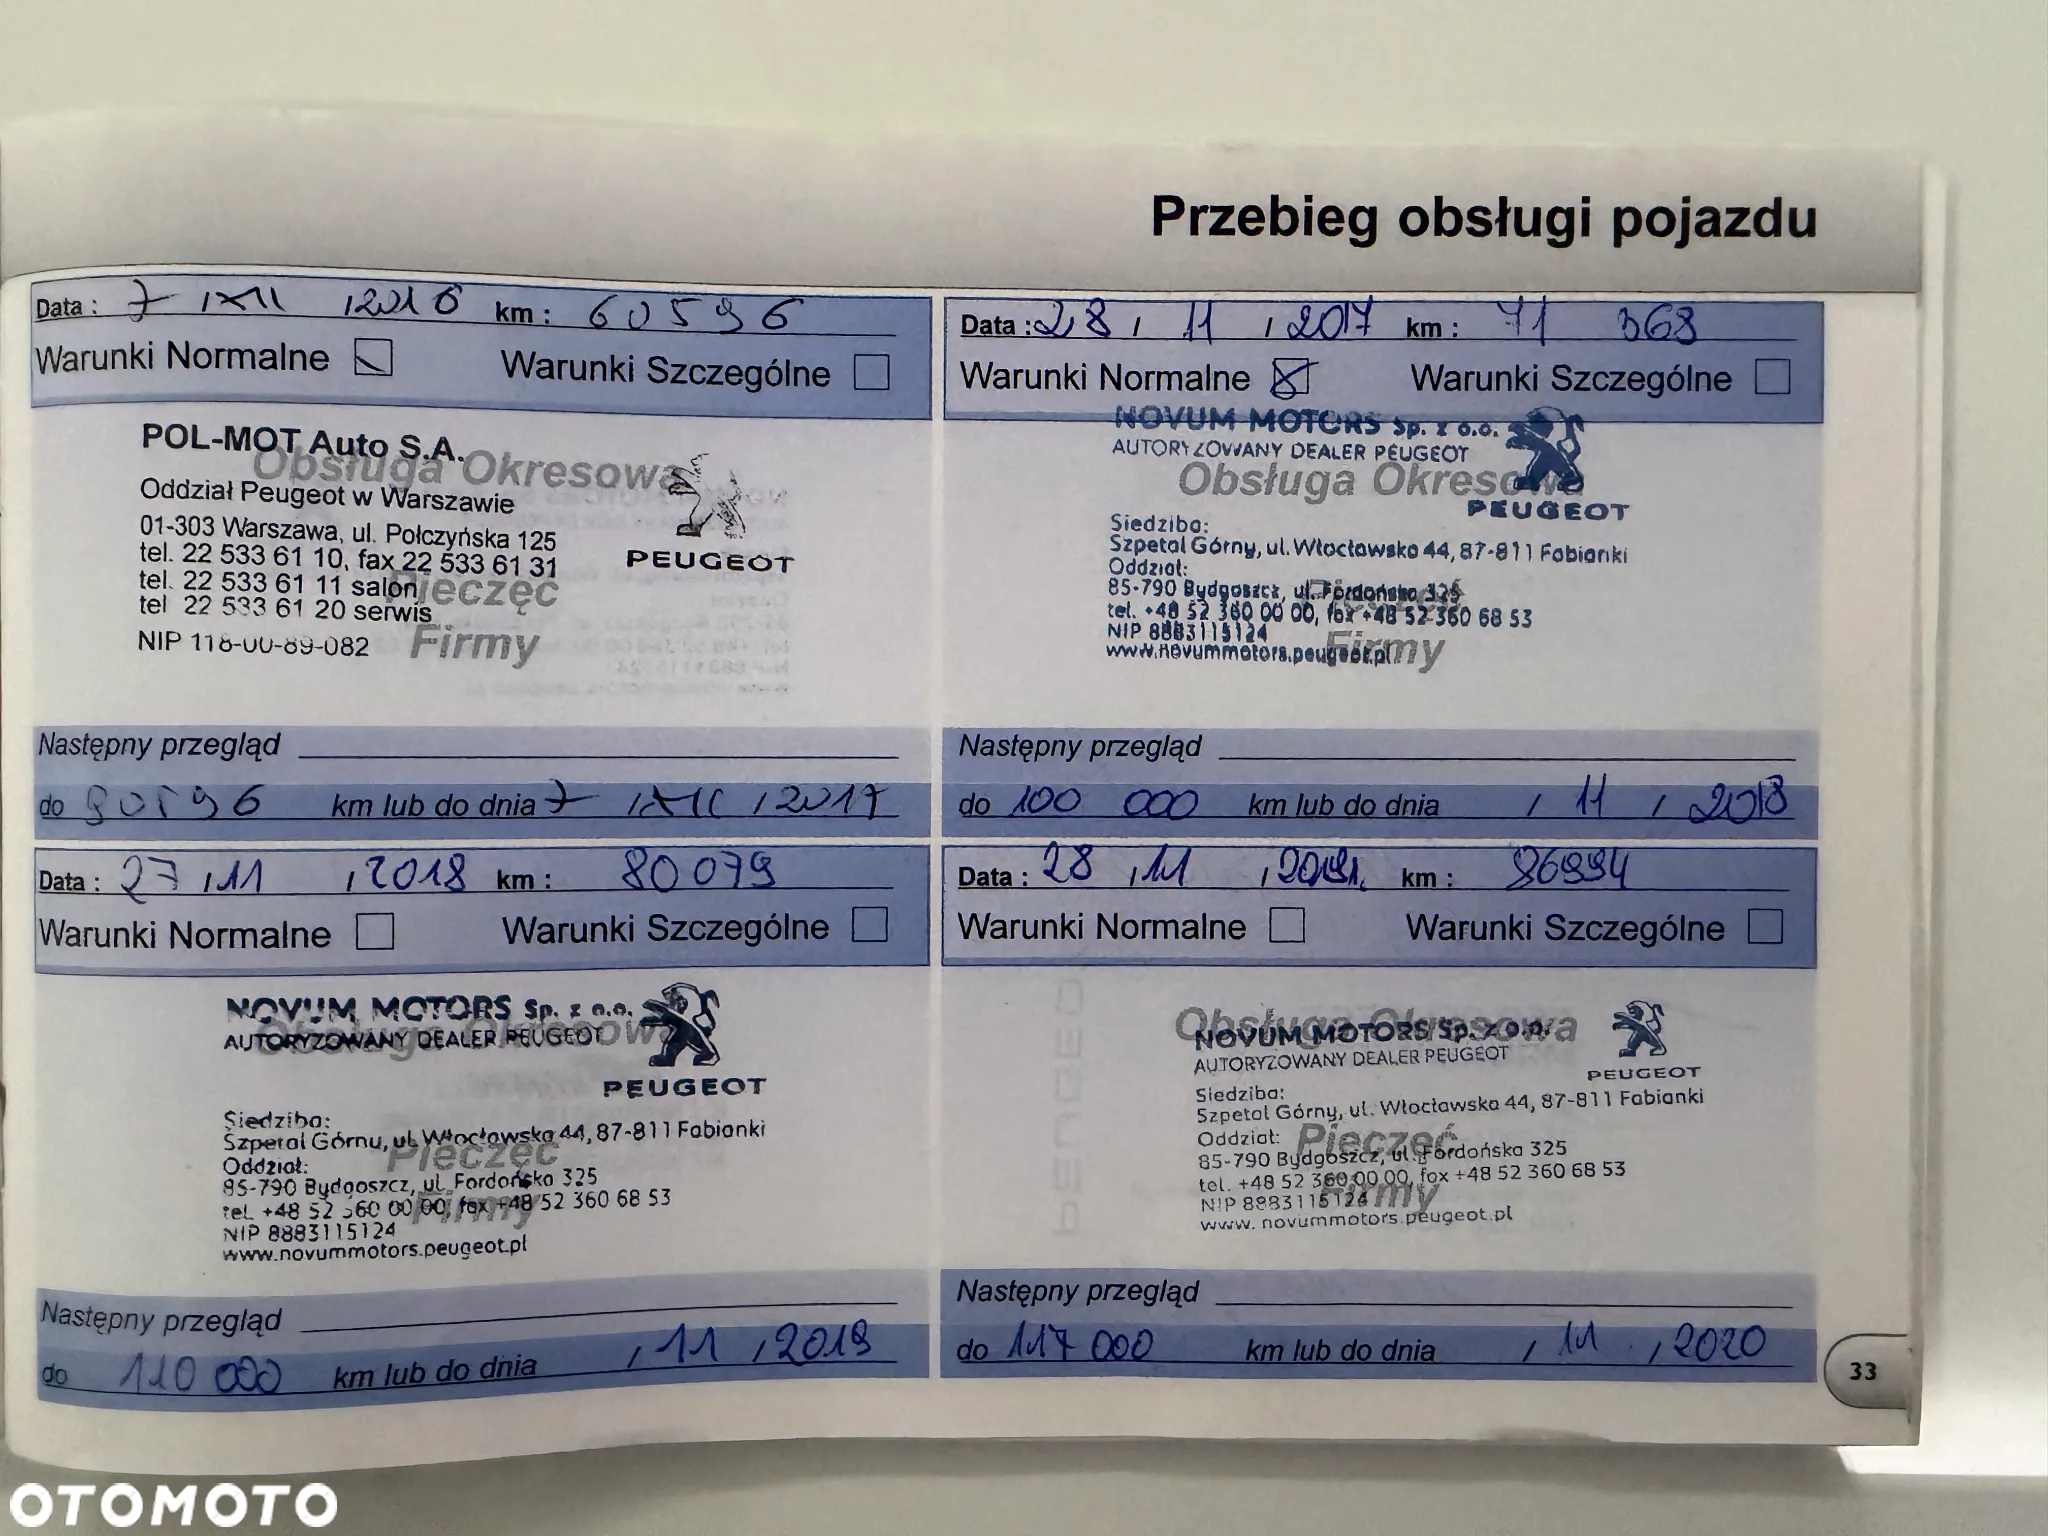 Przebieg obsługi pojazdu
Data : 7 / XII / 2016 km : 60596
Warunki Normalne Warunki Szczególne
POL-MOT Auto S.A.
Obsługa Okresowa
Oddział Peugeot w Warszawie
01-303 Warszawa, ul. Połczyńska 125
tel. 22 533 61 10, fax 22 533 61 31
tel. 22 533 61 11 salon
tel 22 533 61 20 serwis
NIP 118-00-89-082
PEUGEOT
Pieczęć
Firmy
Następny przegląd
do 90596 km lub do dnia 7 / XII / 2017
Data : 28 / 11 / 2017 km : 71 368
Warunki Normalne Warunki Szczególne
NOVUM MOTORS Sp. z o.o.
AUTORYZOWANY DEALER PEUGEOT
Obsługa Okresowa
PEUGEOT
Siedziba:
Szpetal Górny, ul. Włocławska 44, 87-811 Fabianki
Oddział:
85-790 Bydgoszcz, ul. Fordońska 325
tel. +48 52 360 00 00, fax +48 52 360 68 53
NIP 8883115124
www.novummotors.peugeot.pl
Firmy
Następny przegląd
do 100 000 km lub do dnia / 11 / 2018
Data : 27 / 11 / 2018 km : 80079
Warunki Normalne Warunki Szczególne
NOVUM MOTORS Sp. z o.o.
Obsługa Okresowa
AUTORYZOWANY DEALER PEUGEOT
PEUGEOT
Siedziba:
Szpetal Górny, ul. Włocławska 44, 87-811 Fabianki
Pieczęć
Oddział:
85-790 Bydgoszcz, ul. Fordońska 325
tel. +48 52 360 00 00, fax +48 52 360 68 53
Firmy
NIP 8883115124
www.novummotors.peugeot.pl
Następny przegląd
do 110 000 km lub do dnia / 11 / 2019
Data : 28 / 11 / 2019r. km : 86994
Warunki Normalne Warunki Szczególne
Obsługa Okresowa
NOVUM MOTORS Sp. z o.o.
AUTORYZOWANY DEALER PEUGEOT
PEUGEOT
Siedziba:
Szpetal Górny, ul. Włocławska 44, 87-811 Fabianki
Oddział:
Pieczęć
85-790 Bydgoszcz, ul. Fordońska 325
tel. +48 52 360 00 00, fax +48 52 360 68 53
Firmy
NIP 8883115124
www.novummotors.peugeot.pl
Następny przegląd
do 117 000 km lub do dnia / 11 / 2020
33
OTOMOTO